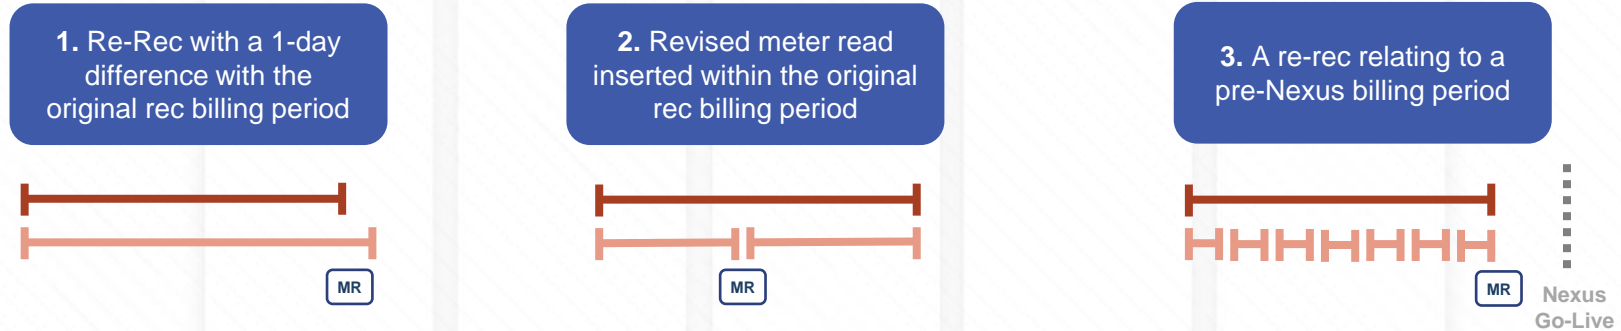 1. Re-Rec with a 1-day
difference with the
original rec billing period
2. Revised meter read
inserted within the original
rec billing period
3. A re-rec relating to a
pre-Nexus billing period
MR
MR
MR
Nexus
Go-Live